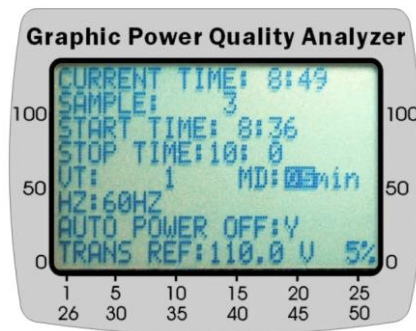 Graphic Power Quality Analyzer
CURRENT TIME: 8:49
SAMPLE: 3
START TIME: 8:36
STOP TIME:10: 0
VT: 1 MD:05min
HZ:60HZ
AUTO POWER OFF:Y
TRANS REF:110.0 V 5%
100 100
50 50
0 0
1 5 10 15 20 25
26 30 35 40 45 50